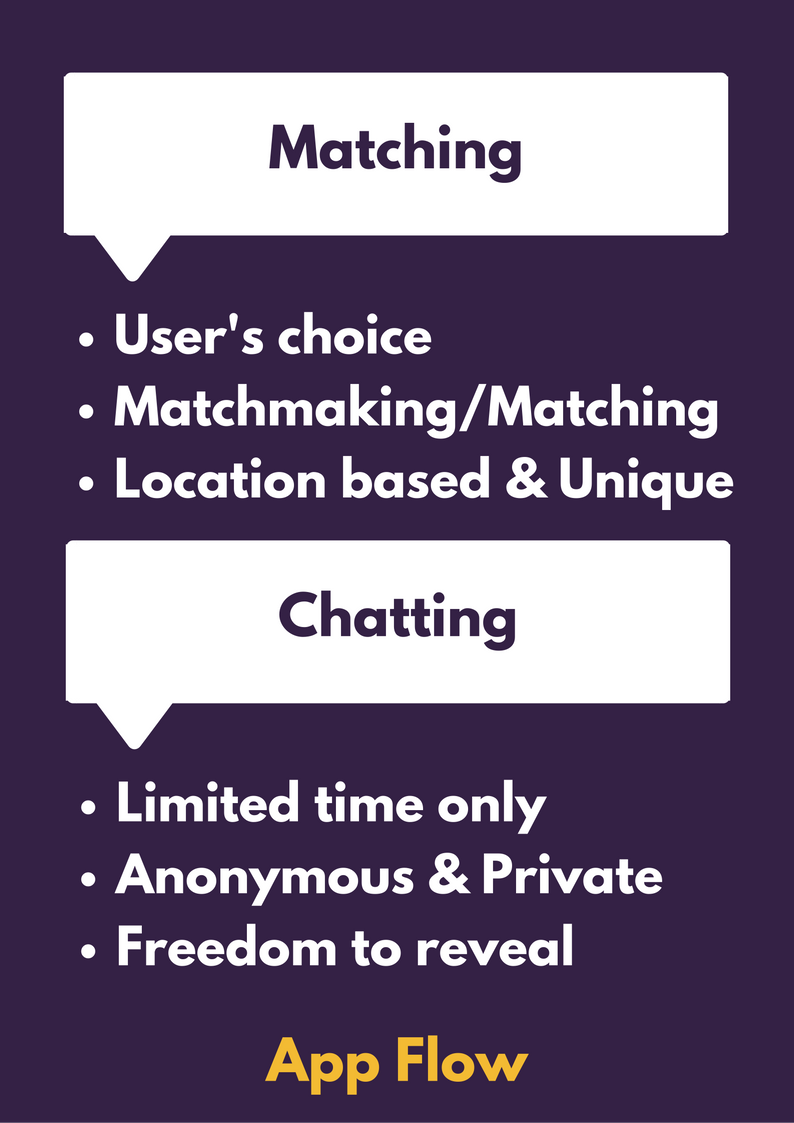 Matching
• User's choice
• Matchmaking/Matching
• Location based & Unique
Chatting
• Limited time only
• Anonymous & Private
• Freedom to reveal
App Flow